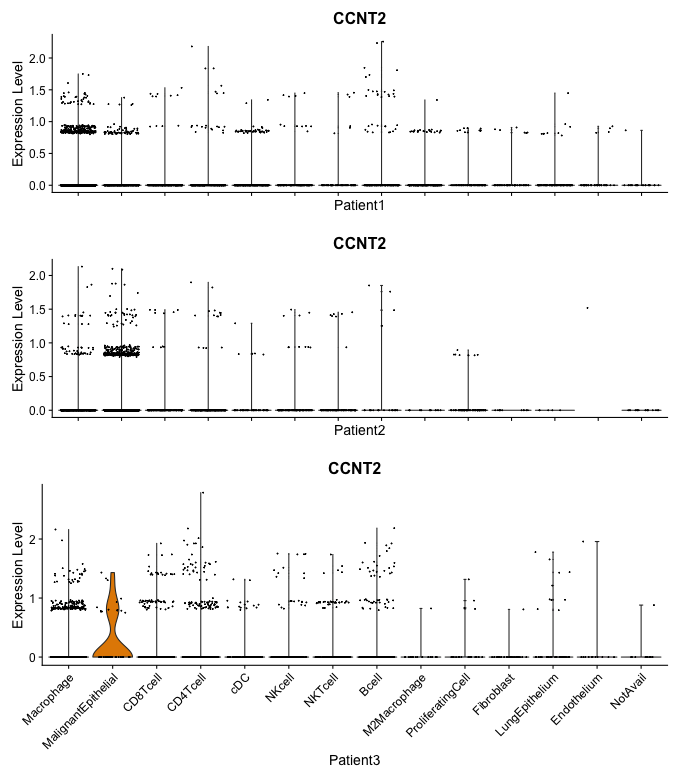 CCNT2
Expression Level
2.0
1.5
1.0
0.5
0.0
Patient1
CCNT2
Expression Level
2.0
1.5
1.0
0.5
0.0
Patient2
CCNT2
Expression Level
2
1
0
Macrophage
MalignantEpithelial
CD8Tcell
CD4Tcell
cDC
NKcell
NKTcell
Bcell
M2Macrophage
ProliferatingCell
Fibroblast
LungEpithelium
Endothelium
NotAvail
Patient3